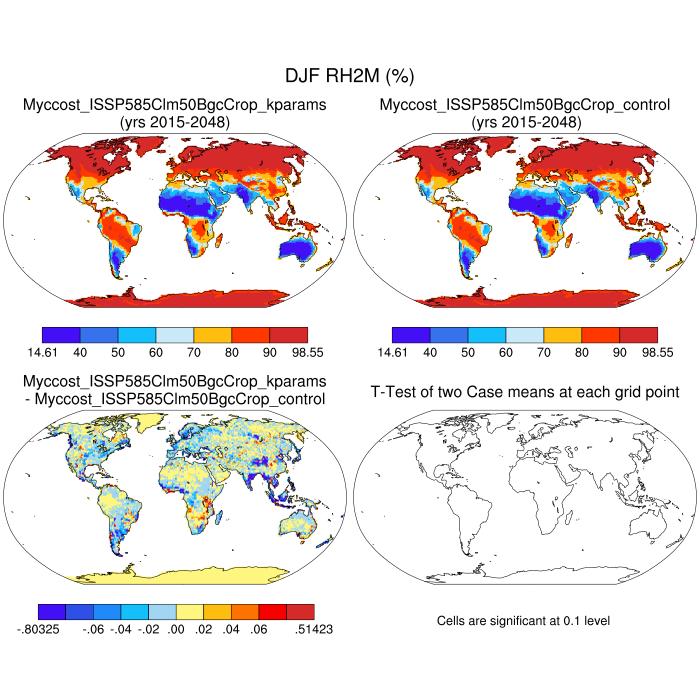 DJF RH2M (%)
Myccost_ISSP585Clm50BgcCrop_kparams
(yrs 2015-2048)
Myccost_ISSP585Clm50BgcCrop_control
(yrs 2015-2048)
14.61 40 50 60 70 80 90 98.55
14.61 40 50 60 70 80 90 98.55
Myccost_ISSP585Clm50BgcCrop_kparams
- Myccost_ISSP585Clm50BgcCrop_control
T-Test of two Case means at each grid point
-.80325 -.06 -.04 -.02 .00 .02 .04 .06 .51423
Cells are significant at 0.1 level